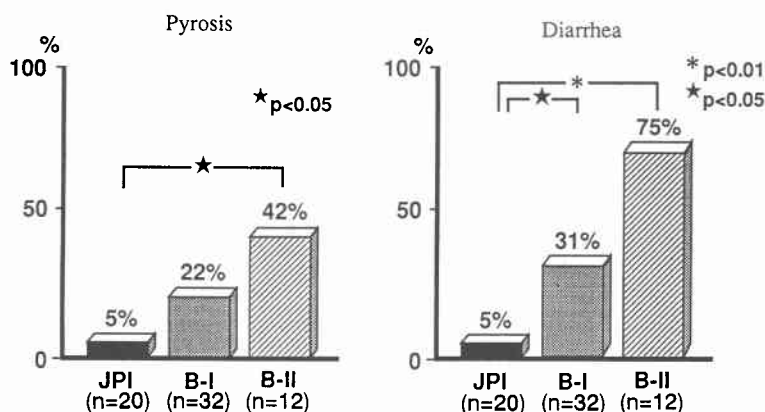 Pyrosis
%
100
★p<0.05
★
50
42%
22%
5%
0
JPI B-I B-II
(n=20) (n=32) (n=12)
Diarrhea
%
100
* p<0.01
★p<0.05
*
★
75%
50
31%
5%
0
JPI B-I B-II
(n=20) (n=32) (n=12)